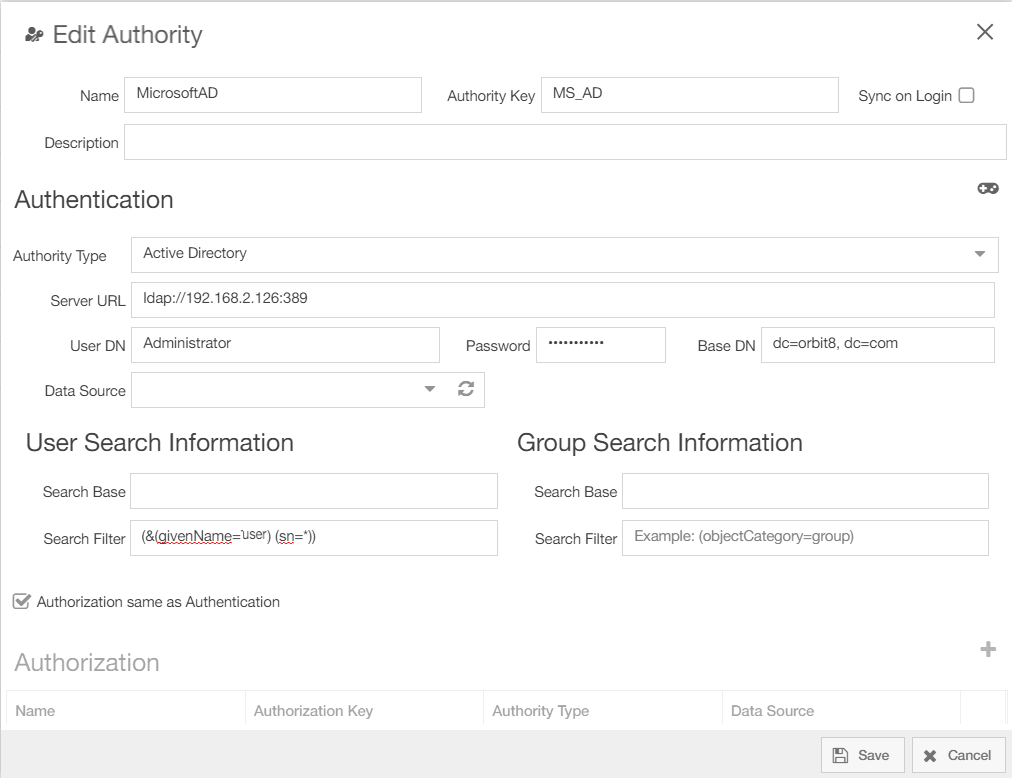 Edit Authority
Name MicrosoftAD Authority Key MS_AD Sync on Login
Description
Authentication
Authority Type Active Directory
Server URL ldap://192.168.2.126:389
User DN Administrator Password ••••••••••• Base DN dc=orbit8, dc=com
Data Source
User Search Information Group Search Information
Search Base Search Base
Search Filter (&(givenName=user) (sn=*)) Search Filter Example: (objectCategory=group)
Authorization same as Authentication
Authorization
Name Authorization Key Authority Type Data Source
Save Cancel